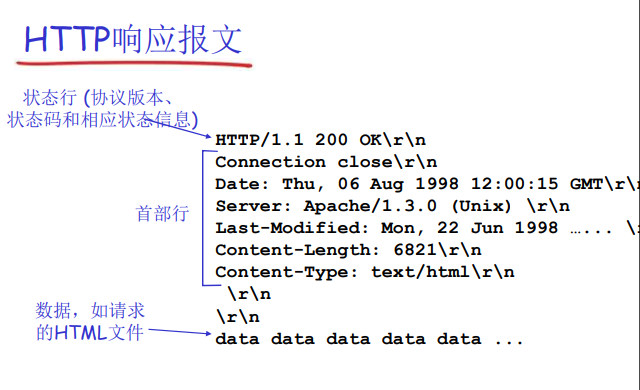 HTTP响应报文
状态行 (协议版本、
状态码和相应状态信息)
HTTP/1.1 200 OK\r\n
Connection close\r\n
Date: Thu, 06 Aug 1998 12:00:15 GMT\r\n
Server: Apache/1.3.0 (Unix) \r\n
首部行
Last-Modified: Mon, 22 Jun 1998 …... \
Content-Length: 6821\r\n
Content-Type: text/html\r\n
\r\n
\r\n
数据，如请求
的HTML文件
data data data data data ...